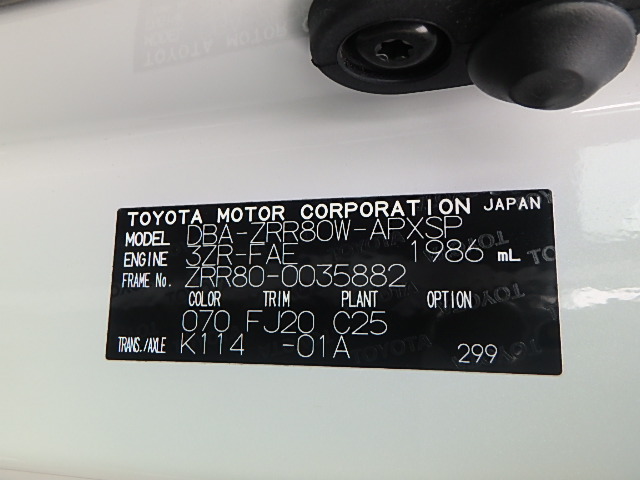 TOYOTA MOTOR CORPORATION JAPAN
MODEL DBA-ZRR80W-APXSP
ENGINE 3ZR-FAE 1986 mL
FRAME No. ZRR80-0035882
COLOR TRIM PLANT OPTION
070 FJ20 C25
TRANS./AXLE K114 -01A 299